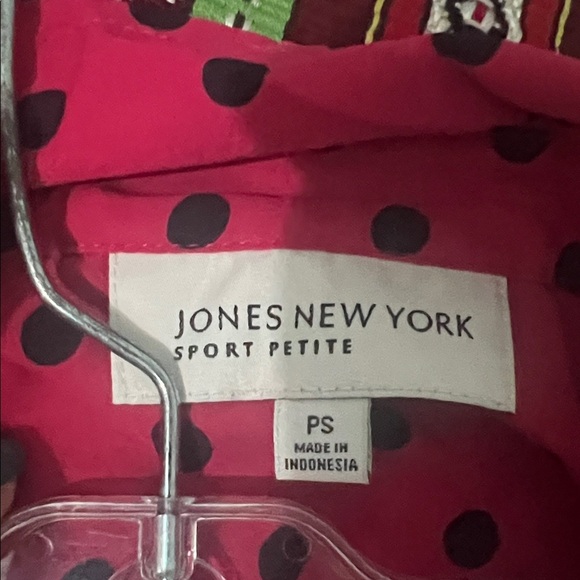 JONES NEW YORK
SPORT PETITE
PS
MADE IN
INDONESIA